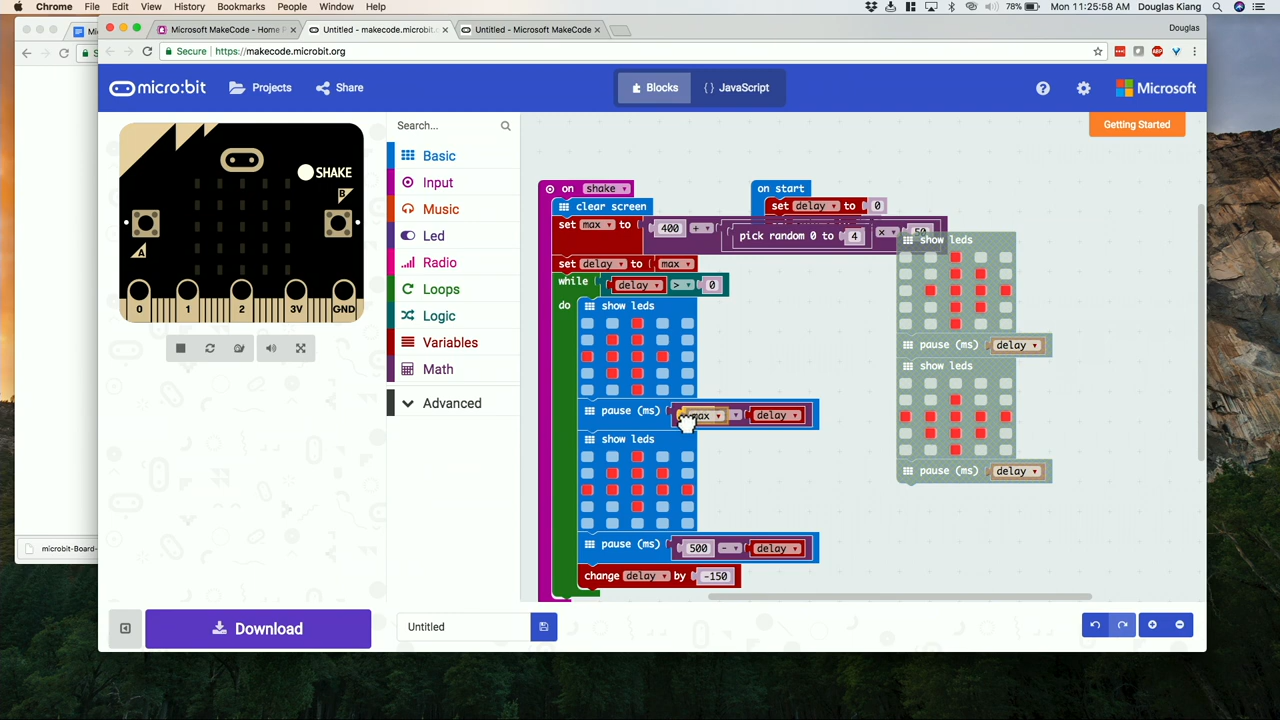 Chrome File Edit View History Bookmarks People Window Help 78% Mon 11:25:58 AM Douglas Kiang
Microsoft MakeCode - Home P
Untitled - makecode.microbit.
Untitled - Microsoft MakeCode
Douglas
Secure https://makecode.microbit.org
micro:bit Projects Share Blocks {} JavaScript Microsoft
Getting Started
SHAKE
B
A
0 1 2 3V GND
Search...
Basic
Input
Music
Led
Radio
Loops
Logic
Variables
Math
Advanced
on shake
clear screen
set max to 400 + pick random 0 to 4 × 50
set delay to max
while delay > 0
do show leds
pause (ms) max delay
show leds
pause (ms) 500 - delay
change delay by -150
on start
set delay to 0
show leds
pause (ms) delay
show leds
pause (ms) delay
microbit-Board-
Download
Untitled